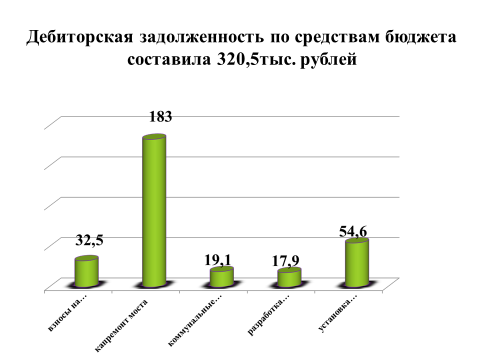 Дебиторская задолженность по средствам бюджета
составила 320,5тыс. рублей
183
32,5
19,1
17,9
54,6
взносы на…
капремонт моста
коммунальные…
разработка…
установка…